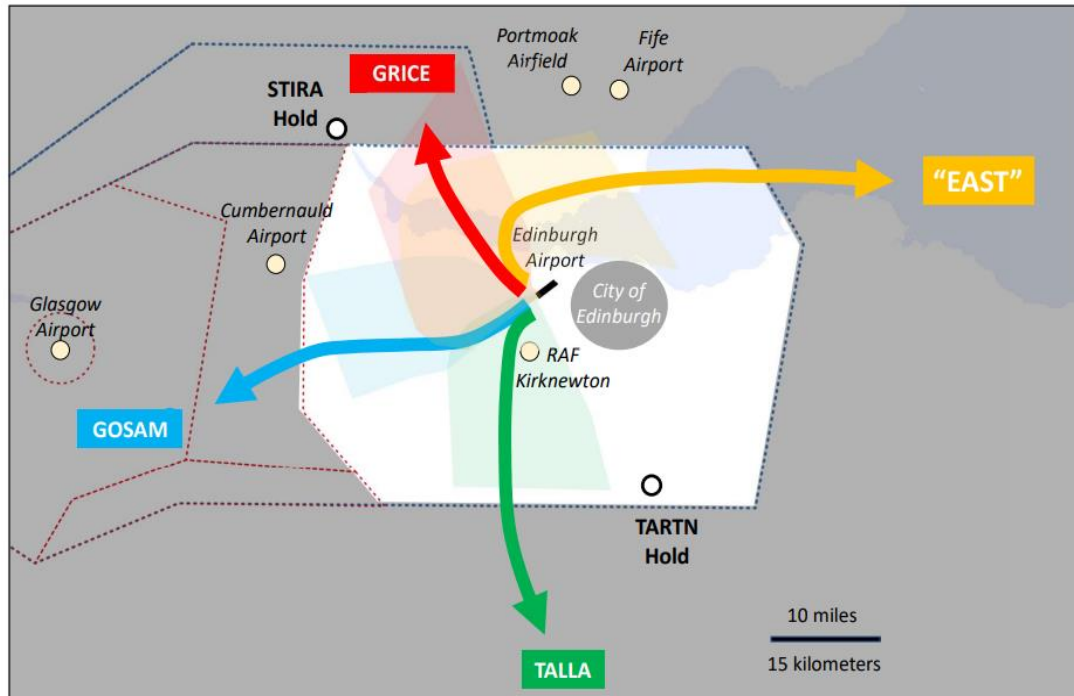 Portmoak
Airfield
Fife
Airport
GRICE
STIRA
Hold
“EAST”
Cumbernauld
Airport
Edinburgh
Airport
City of
Edinburgh
Glasgow
Airport
RAF
Kirknewton
GOSAM
TARTN
Hold
10 miles
15 kilometers
TALLA